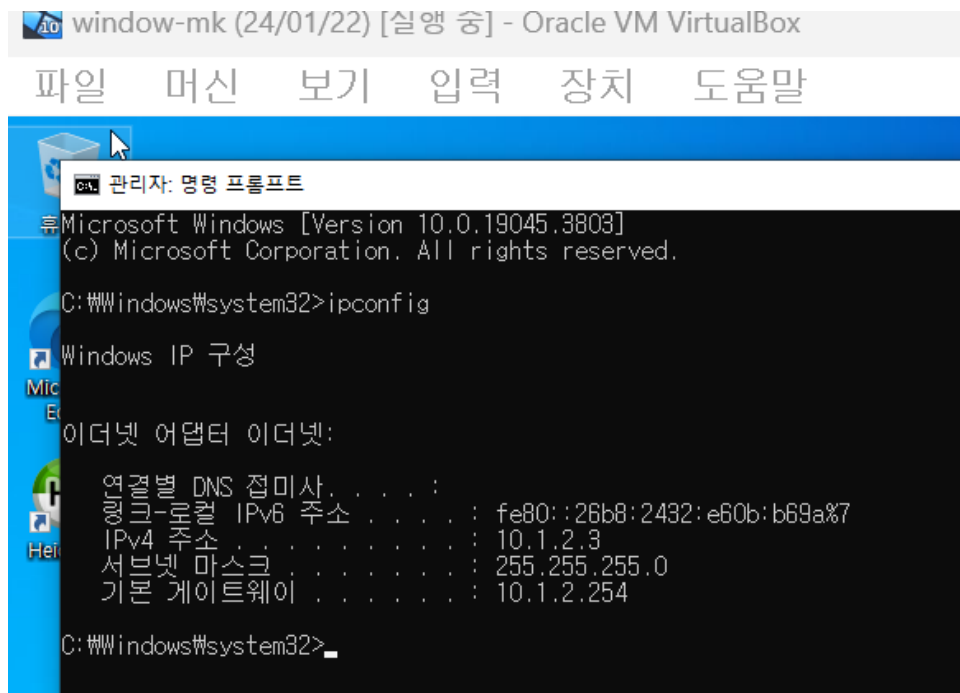 window-mk (24/01/22) [실행 중] - Oracle VM VirtualBox
파일 머신 보기 입력 장치 도움말
관리자: 명령 프롬프트
휴
Microsoft Windows [Version 10.0.19045.3803]
(c) Microsoft Corporation. All rights reserved.
C:₩Windows₩system32>ipconfig
Windows IP 구성
Mic
이더넷 어댑터 이더넷:
연결별 DNS 접미사. . . . :
링크-로컬 IPv6 주소 . . . . : fe80::26b8:2432:e60b:b69a%7
IPv4 주소 . . . . . . . . . : 10.1.2.3
Hei
서브넷 마스크 . . . . . . . : 255.255.255.0
기본 게이트웨이 . . . . . . : 10.1.2.254
C:₩Windows₩system32>